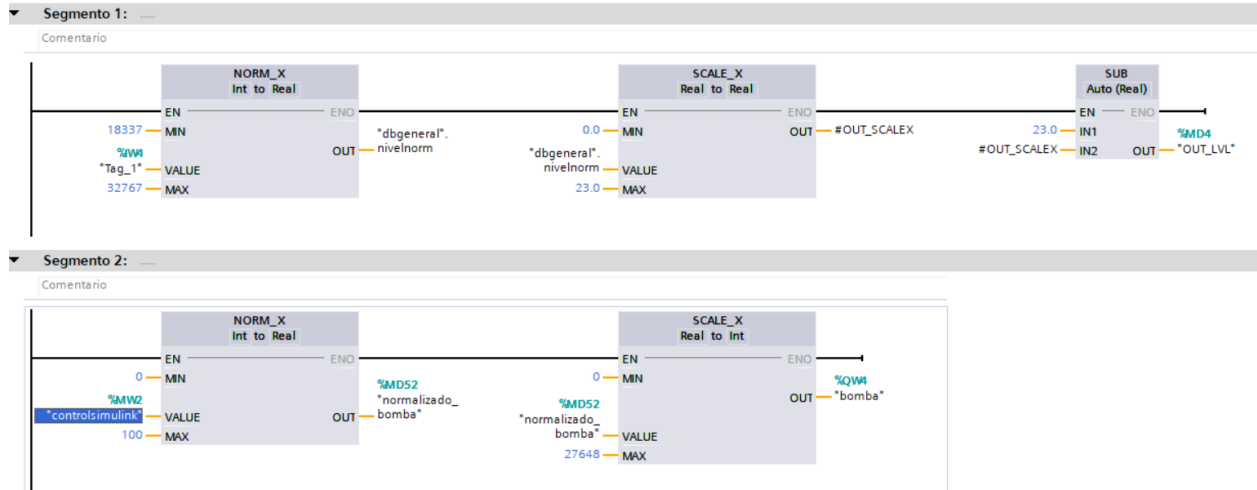 Segmento 1: .....
Comentario
NORM_X
Int to Real
EN
ENO
18337
MIN
%IW4
"Tag_1"
VALUE
32767
MAX
OUT
"dbgeneral".
nivelnorm
SCALE_X
Real to Real
EN
ENO
0.0
MIN
"dbgeneral".
nivelnorm
VALUE
23.0
MAX
OUT
#OUT_SCALEX
SUB
Auto (Real)
EN
ENO
23.0
IN1
#OUT_SCALEX
IN2
OUT
%MD4
"OUT_LVL"
Segmento 2: .....
Comentario
NORM_X
Int to Real
EN
ENO
0
MIN
%MW2
"controlsimulink"
VALUE
100
MAX
OUT
%MD52
"normalizado_
bomba"
SCALE_X
Real to Int
EN
ENO
0
MIN
%MD52
"normalizado_
bomba"
VALUE
27648
MAX
OUT
%QW4
"bomba"